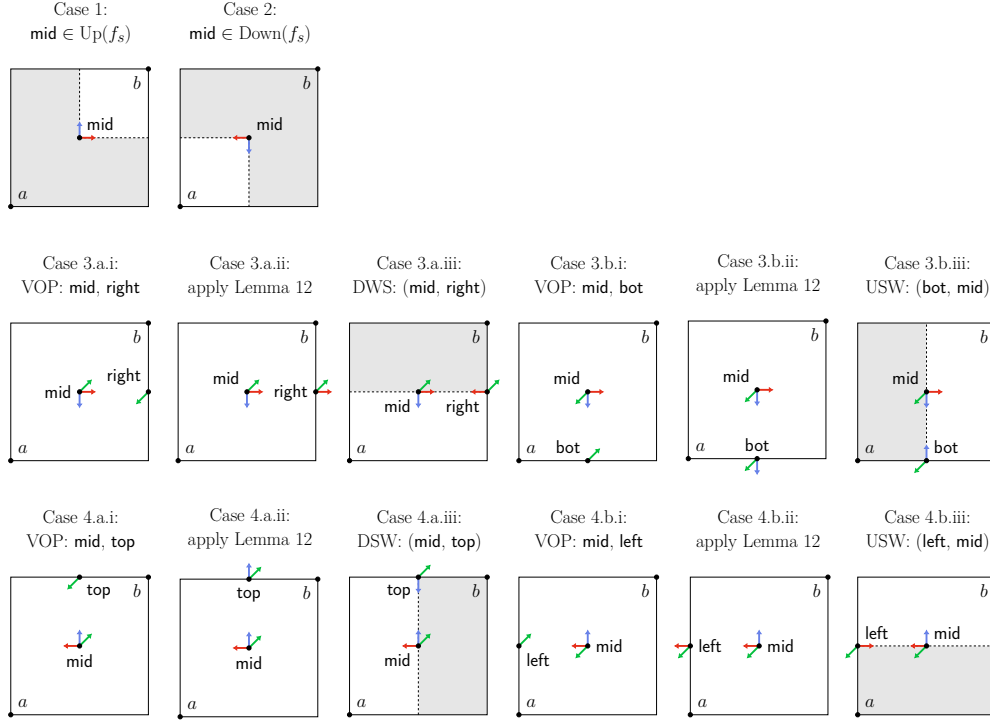 Case 1:
mid ∈ Up(fₛ)
Case 2:
mid ∈ Down(fₛ)
b
mid
a
b
mid
a
Case 3.a.i:
VOP: mid, right
Case 3.a.ii:
apply Lemma 12
Case 3.a.iii:
DWS: (mid, right)
Case 3.b.i:
VOP: mid, bot
Case 3.b.ii:
apply Lemma 12
Case 3.b.iii:
USW: (bot, mid)
b
right
mid
a
b
mid
right
a
b
mid
right
a
b
mid
bot
a
b
mid
bot
a
b
mid
bot
a
Case 4.a.i:
VOP: mid, top
Case 4.a.ii:
apply Lemma 12
Case 4.a.iii:
DSW: (mid, top)
Case 4.b.i:
VOP: mid, left
Case 4.b.ii:
apply Lemma 12
Case 4.b.iii:
USW: (left, mid)
top
b
mid
a
top
b
mid
a
top
b
mid
a
b
left
mid
a
b
left
mid
a
b
left
mid
a